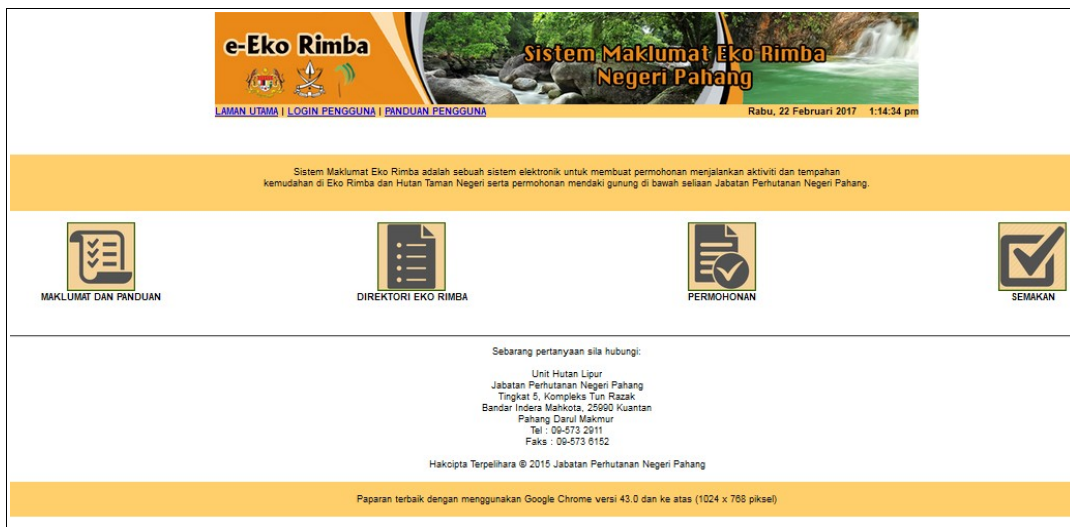 e-Eko Rimba
Sistem Maklumat Eko Rimba
Negeri Pahang
LAMAN UTAMA | LOGIN PENGGUNA | PANDUAN PENGGUNA
Rabu, 22 Februari 2017 1:14:34 pm
Sistem Maklumat Eko Rimba adalah sebuah sistem elektronik untuk membuat permohonan menjalankan aktiviti dan tempahan
kemudahan di Eko Rimba dan Hutan Taman Negeri serta permohonan mendaki gunung di bawah seliaan Jabatan Perhutanan Negeri Pahang.
MAKLUMAT DAN PANDUAN
DIREKTORI EKO RIMBA
PERMOHONAN
SEMAKAN
Sebarang pertanyaan sila hubungi:
Unit Hutan Lipur
Jabatan Perhutanan Negeri Pahang
Tingkat 5, Kompleks Tun Razak
Bandar Indera Mahkota, 25990 Kuantan
Pahang Darul Makmur
Tel : 09-573 2911
Faks : 09-573 6152
Hakcipta Terpelihara © 2015 Jabatan Perhutanan Negeri Pahang
Paparan terbaik dengan menggunakan Google Chrome versi 43.0 dan ke atas (1024 x 768 piksel)